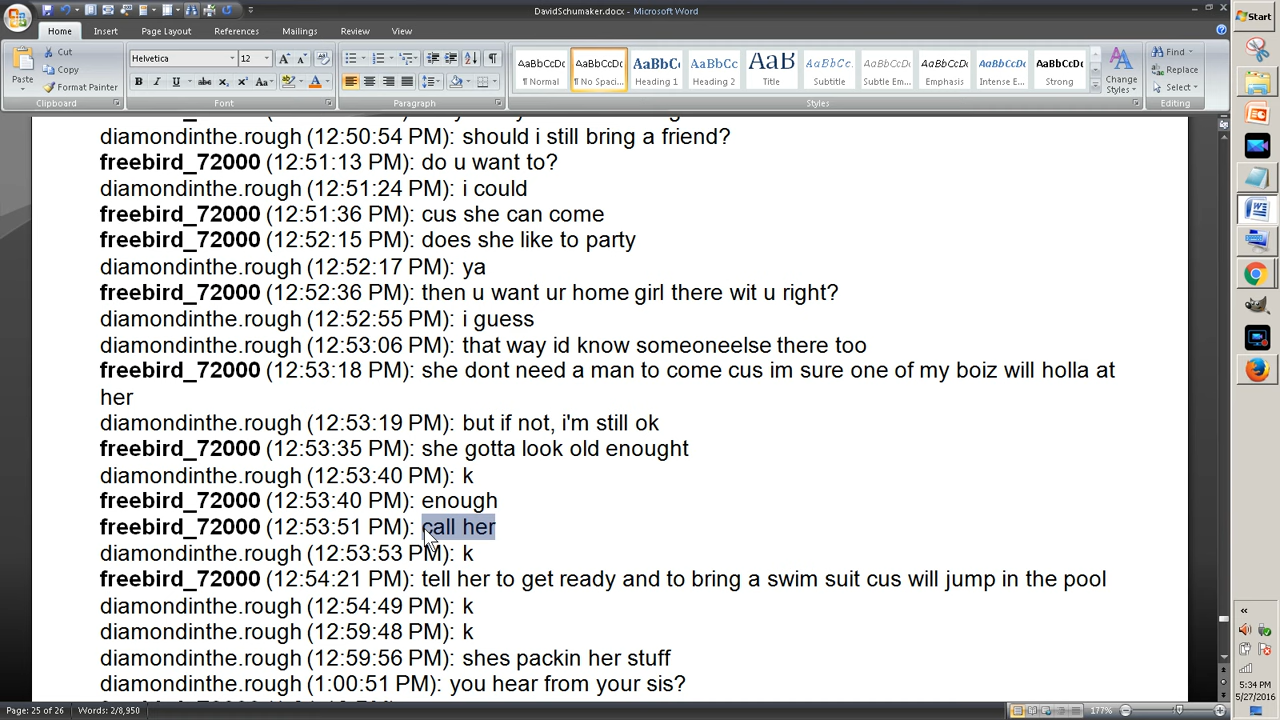 DavidSchumaker.docx - Microsoft Word
Home Insert Page Layout References Mailings Review View
Start
Paste
Cut
Copy
Format Painter
Clipboard
Helvetica 12
Font
Paragraph
AaBbCcDc AaBbCcDc AaBbC AaBbCc AaB AaBbCc. AaBbCcDc AaBbCcDc AaBbCcDc AaBbCcDc
¶ Normal ¶ No Spaci... Heading 1 Heading 2 Title Subtitle Subtle Em... Emphasis Intense E... Strong
Change Styles
Styles
Find
Replace
Select
Editing
diamondinthe.rough (12:50:54 PM): should i still bring a friend?
freebird_72000 (12:51:13 PM): do u want to?
diamondinthe.rough (12:51:24 PM): i could
freebird_72000 (12:51:36 PM): cus she can come
freebird_72000 (12:52:15 PM): does she like to party
diamondinthe.rough (12:52:17 PM): ya
freebird_72000 (12:52:36 PM): then u want ur home girl there wit u right?
diamondinthe.rough (12:52:55 PM): i guess
diamondinthe.rough (12:53:06 PM): that way id know someoneelse there too
freebird_72000 (12:53:18 PM): she dont need a man to come cus im sure one of my boiz will holla at
her
diamondinthe.rough (12:53:19 PM): but if not, i'm still ok
freebird_72000 (12:53:35 PM): she gotta look old enought
diamondinthe.rough (12:53:40 PM): k
freebird_72000 (12:53:40 PM): enough
freebird_72000 (12:53:51 PM): call her
diamondinthe.rough (12:53:53 PM): k
freebird_72000 (12:54:21 PM): tell her to get ready and to bring a swim suit cus will jump in the pool
diamondinthe.rough (12:54:49 PM): k
diamondinthe.rough (12:59:48 PM): k
diamondinthe.rough (12:59:56 PM): shes packin her stuff
diamondinthe.rough (1:00:51 PM): you hear from your sis?
Page: 25 of 26 Words: 2/8,950
177%
5:34 PM
5/27/2016